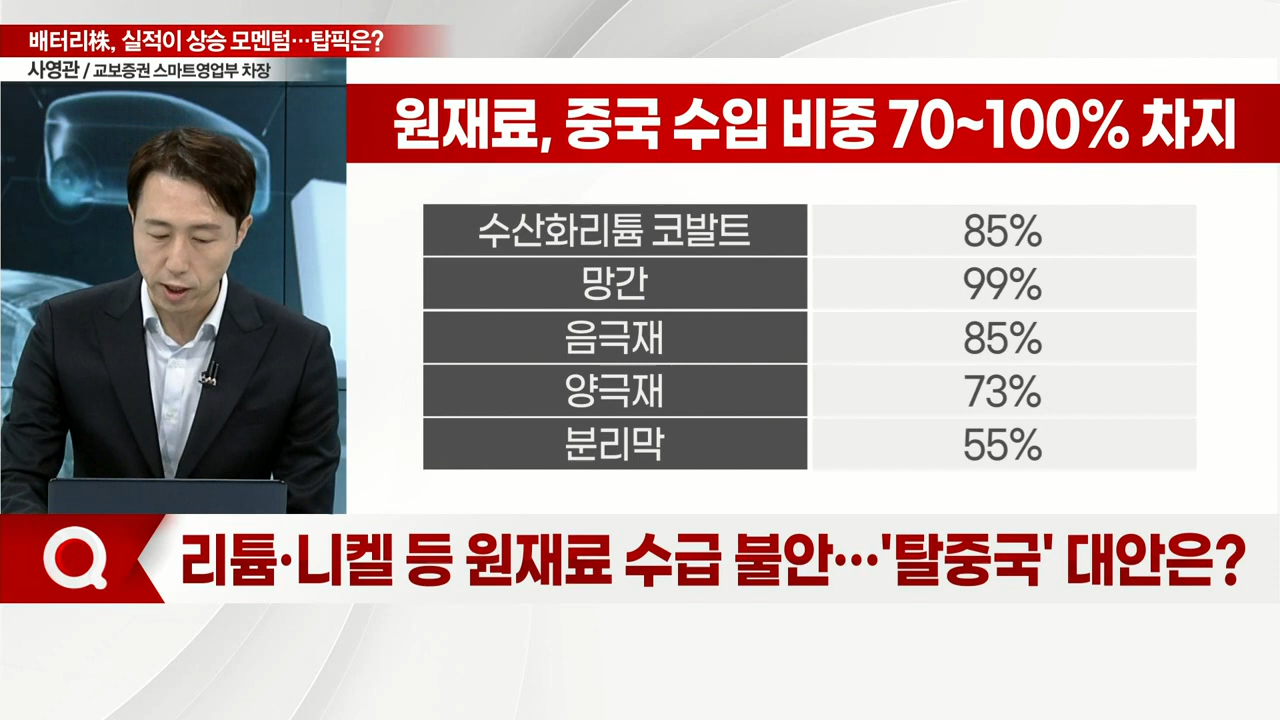 배터리株, 실적이 상승 모멘텀…탑픽은?
사영관 / 교보증권 스마트영업부 차장
원재료, 중국 수입 비중 70~100% 차지
수산화리튬 코발트 85%
망간 99%
음극재 85%
양극재 73%
분리막 55%
Q 리튬·니켈 등 원재료 수급 불안…'탈중국' 대안은?